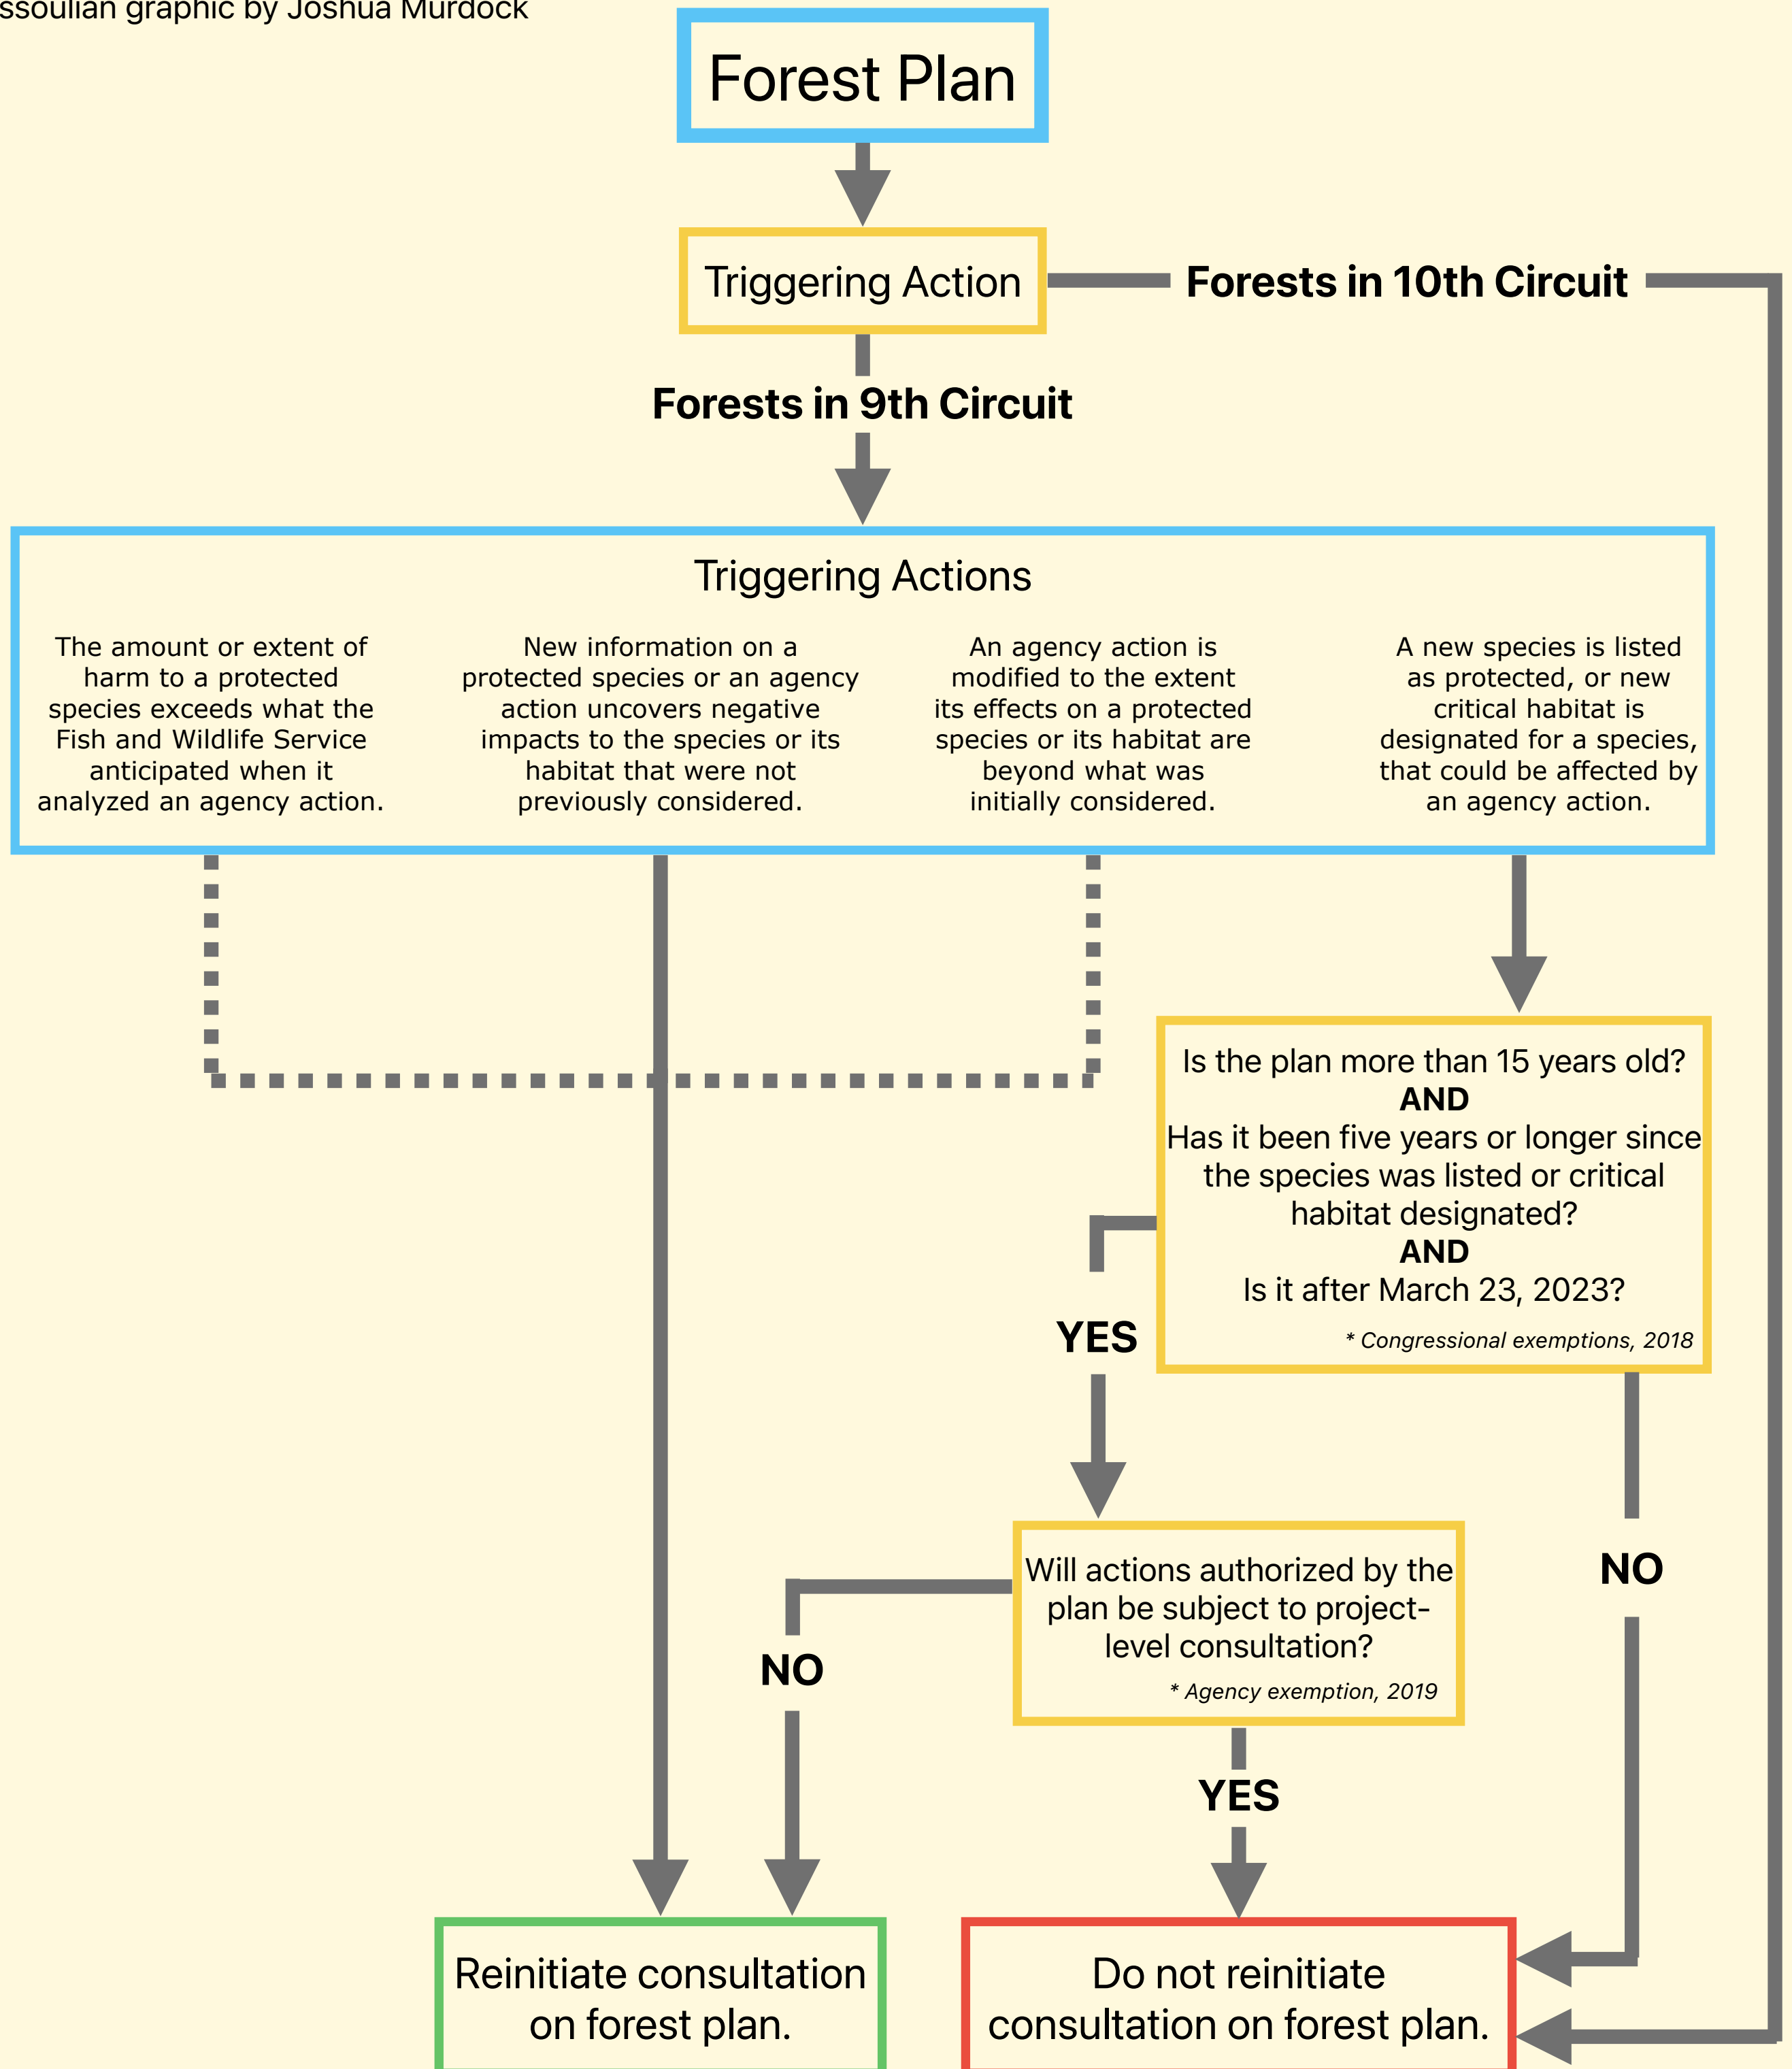 ssoulian graphic by Joshua Murdock
Forest Plan
Triggering Action
Forests in 10th Circuit
Forests in 9th Circuit
Triggering Actions
The amount or extent of
harm to a protected
species exceeds what the
Fish and Wildlife Service
anticipated when it
analyzed an agency action.
New information on a
protected species or an agency
action uncovers negative
impacts to the species or its
habitat that were not
previously considered.
An agency action is
modified to the extent
its effects on a protected
species or its habitat are
beyond what was
initially considered.
A new species is listed
as protected, or new
critical habitat is
designated for a species,
that could be affected by
an agency action.
Is the plan more than 15 years old?
AND
Has it been five years or longer since
the species was listed or critical
habitat designated?
AND
Is it after March 23, 2023?
* Congressional exemptions, 2018
YES
NO
Will actions authorized by the
plan be subject to project-
level consultation?
* Agency exemption, 2019
NO
YES
Reinitiate consultation
on forest plan.
Do not reinitiate
consultation on forest plan.